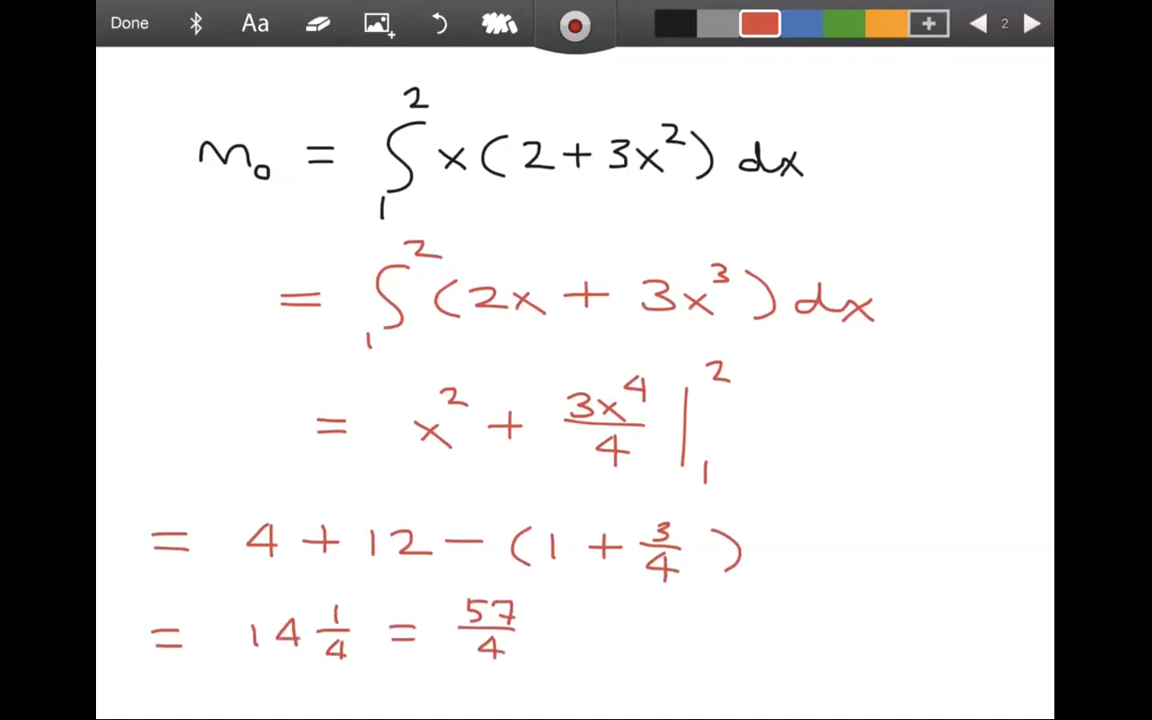 Done Aa 2
m₀ = ∫₁² x(2+3x²) dx
= ∫₁² (2x + 3x³) dx
= x² + 3x⁴/4 |₁²
= 4 + 12 − (1 + 3/4)
= 14 1/4 = 57/4